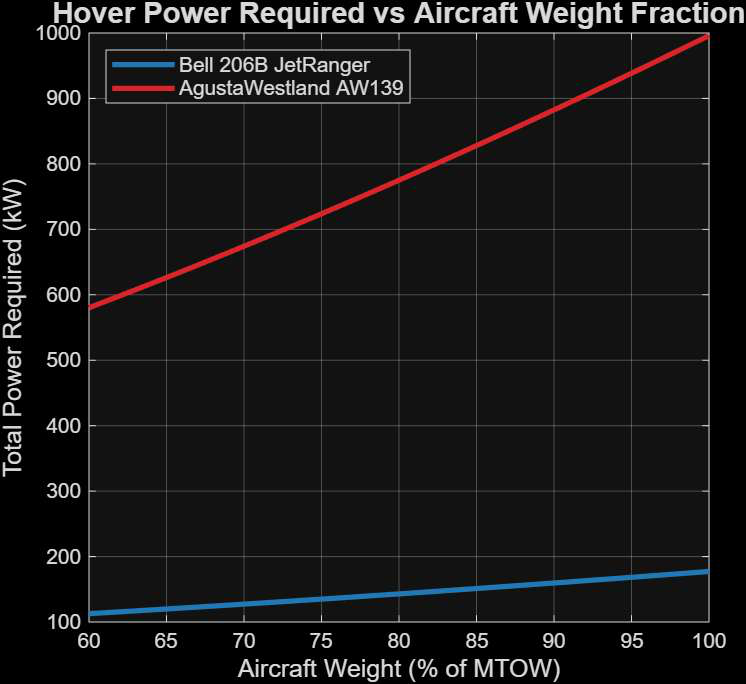 Hover Power Required vs Aircraft Weight Fraction
1000
900
800
700
600
500
400
300
200
100
Total Power Required (kW)
Bell 206B JetRanger
AgustaWestland AW139
60 65 70 75 80 85 90 95 100
Aircraft Weight (% of MTOW)